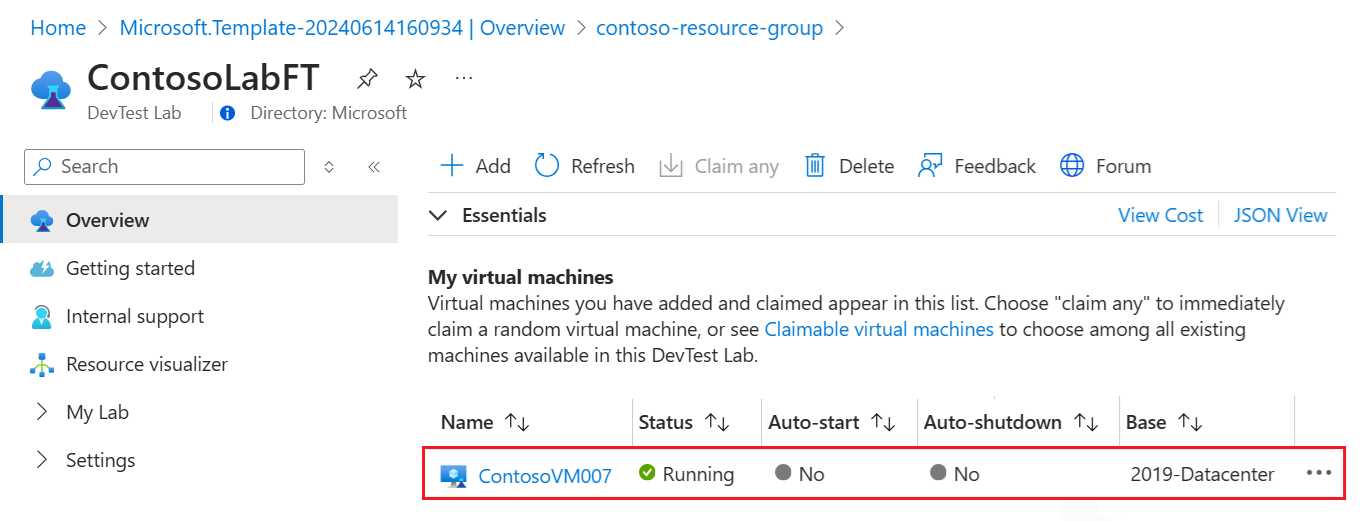 Home > Microsoft.Template-20240614160934 | Overview > contoso-resource-group >
ContosoLabFT
DevTest Lab | Directory: Microsoft
Search
Overview
Getting started
Internal support
Resource visualizer
My Lab
Settings
Add Refresh Claim any Delete Feedback Forum
Essentials View Cost JSON View
My virtual machines
Virtual machines you have added and claimed appear in this list. Choose "claim any" to immediately
claim a random virtual machine, or see Claimable virtual machines to choose among all existing
machines available in this DevTest Lab.
Name Status Auto-start Auto-shutdown Base
ContosoVM007 Running No No 2019-Datacenter